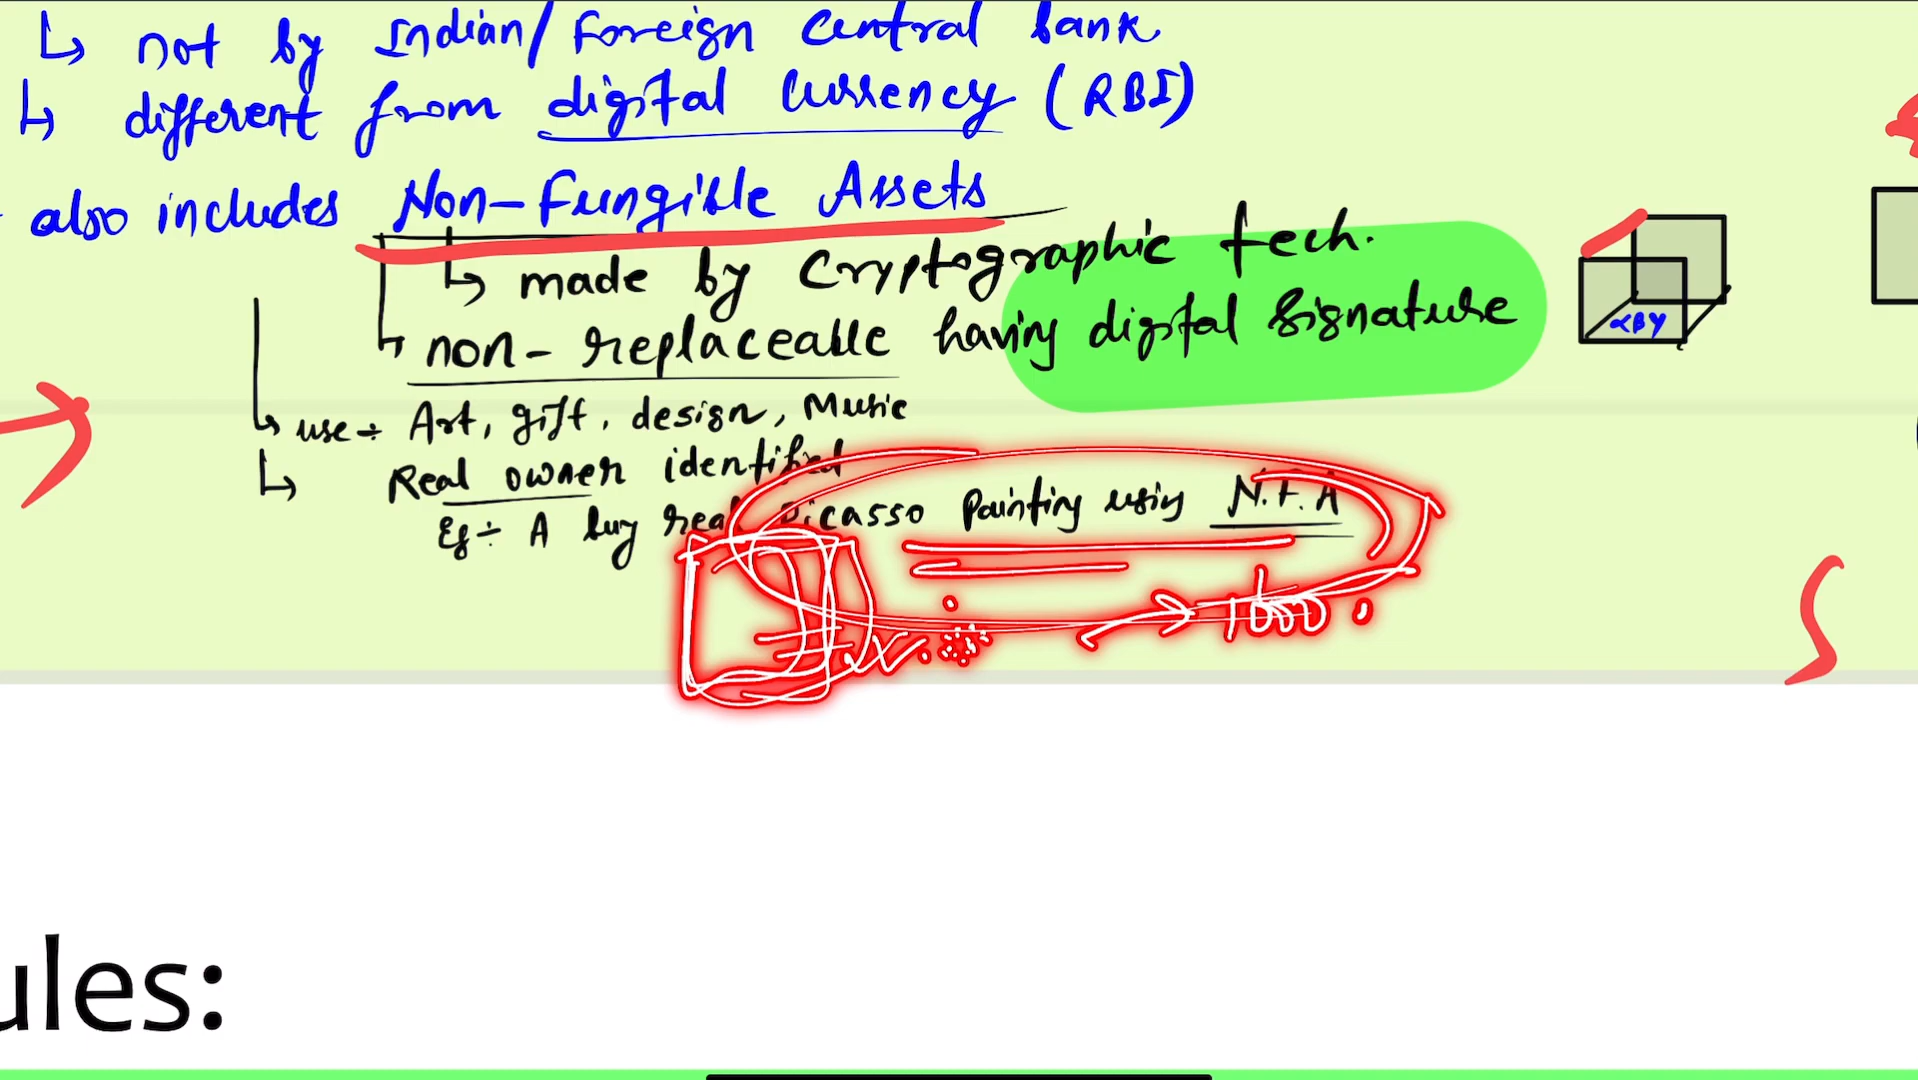 ↳ not by Indian/Foreign Central bank
↳ different from digital currency (RBI)
also includes Non-Fungible Assets
↳ made by Cryptographic tech.
↳ non-replaceable having digital signature
αβγ
↳ use÷ Art, gift, design, Music
↳ Real owner identified
Eg÷ A buy real Picasso Painting using N.F.A
→ 1000
ules: